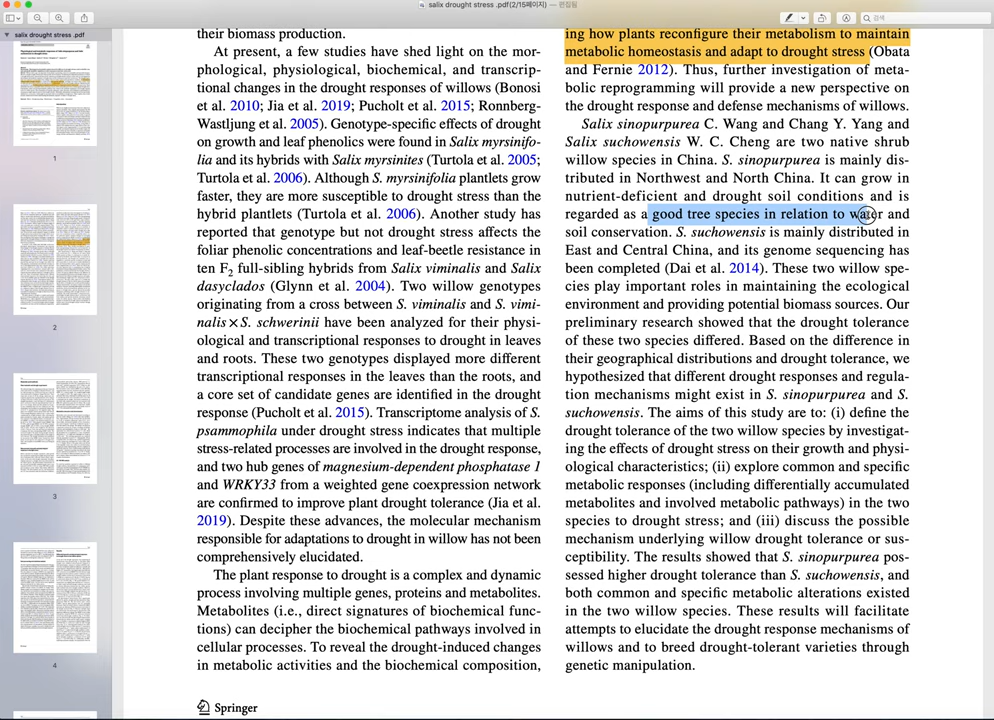 salix drought stress .pdf(2/15페이지) — 편집됨
검색
salix drought stress .pdf
1
2
3
4
their biomass production.
At present, a few studies have shed light on the mor-
phological, physiological, biochemical, and transcrip-
tional changes in the drought responses of willows (Bonosi
et al. 2010; Jia et al. 2019; Pucholt et al. 2015; Rönnberg-
Wastljung et al. 2005). Genotype-specific effects of drought
on growth and leaf phenolics were found in Salix myrsinifo-
lia and its hybrids with Salix myrsinites (Turtola et al. 2005;
Turtola et al. 2006). Although S. myrsinifolia plantlets grow
faster, they are more susceptible to drought stress than the
hybrid plantlets (Turtola et al. 2006). Another study has
reported that genotype but not drought stress affects the
foliar phenolic concentrations and leaf-beetle resistance in
ten F2 full-sibling hybrids from Salix viminalis and Salix
dasyclados (Glynn et al. 2004). Two willow genotypes
originating from a cross between S. viminalis and S. vimi-
nalis × S. schwerinii have been analyzed for their physi-
ological and transcriptional responses to drought in leaves
and roots. These two genotypes displayed more different
transcriptional responses in the leaves than the roots, and
a core set of candidate genes are identified in the drought
response (Pucholt et al. 2015). Transcriptome analysis of S.
psammophila under drought stress indicates that multiple
stress-related processes are involved in the drought response,
and two hub genes of magnesium-dependent phosphatase 1
and WRKY33 from a weighted gene coexpression network
are confirmed to improve plant drought tolerance (Jia et al.
2019). Despite these advances, the molecular mechanism
responsible for adaptations to drought in willow has not been
comprehensively elucidated.
The plant response to drought is a complex and dynamic
process involving multiple genes, proteins and metabolites.
Metabolites (i.e., direct signatures of biochemical func-
tions) can decipher the biochemical pathways involved in
cellular processes. To reveal the drought-induced changes
in metabolic activities and the biochemical composition,
ing how plants reconfigure their metabolism to maintain
metabolic homeostasis and adapt to drought stress (Obata
and Fernie 2012). Thus, further investigation of meta-
bolic reprogramming will provide a new perspective on
the drought response and defense mechanisms of willows.
Salix sinopurpurea C. Wang and Chang Y. Yang and
Salix suchowensis W. C. Cheng are two native shrub
willow species in China. S. sinopurpurea is mainly dis-
tributed in Northwest and North China. It can grow in
nutrient-deficient and drought soil conditions and is
regarded as a good tree species in relation to water and
soil conservation. S. suchowensis is mainly distributed in
East and Central China, and its genome sequencing has
been completed (Dai et al. 2014). These two willow spe-
cies play important roles in maintaining the ecological
environment and providing potential biomass sources. Our
preliminary research showed that the drought tolerance
of these two species differed. Based on the difference in
their geographical distributions and drought tolerance, we
hypothesized that different drought responses and regula-
tion mechanisms might exist in S. sinopurpurea and S.
suchowensis. The aims of this study are to: (i) define the
drought tolerance of the two willow species by investigat-
ing the effects of drought stress on their growth and physi-
ological characteristics; (ii) explore common and specific
metabolic responses (including differentially accumulated
metabolites and involved metabolic pathways) in the two
species to drought stress; and (iii) discuss the possible
mechanism underlying willow drought tolerance or sus-
ceptibility. The results showed that S. sinopurpurea pos-
sessed higher drought tolerance than S. suchowensis, and
both common and specific metabolic alterations existed
in the two willow species. These results will facilitate
attempts to elucidate the drought response mechanisms of
willows and to breed drought-tolerant varieties through
genetic manipulation.
Springer